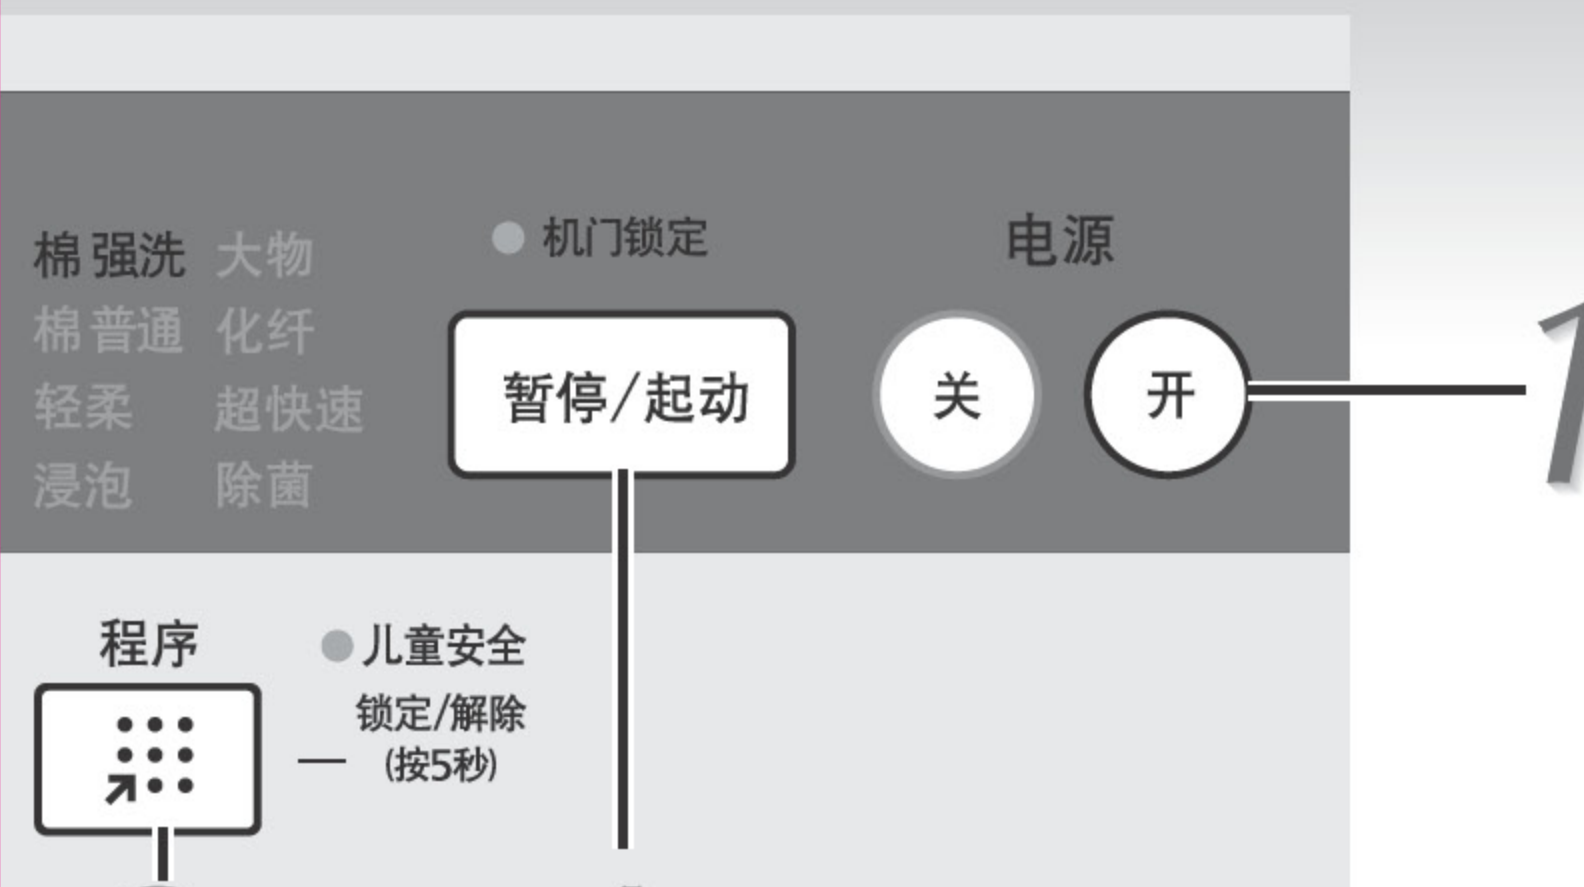 棉 强洗 大物
棉 普通 化纤
轻柔 超快速
浸泡 除菌
机门锁定
暂停/起动
电源
关 开
1
程序
儿童安全
锁定/解除
(按5秒)